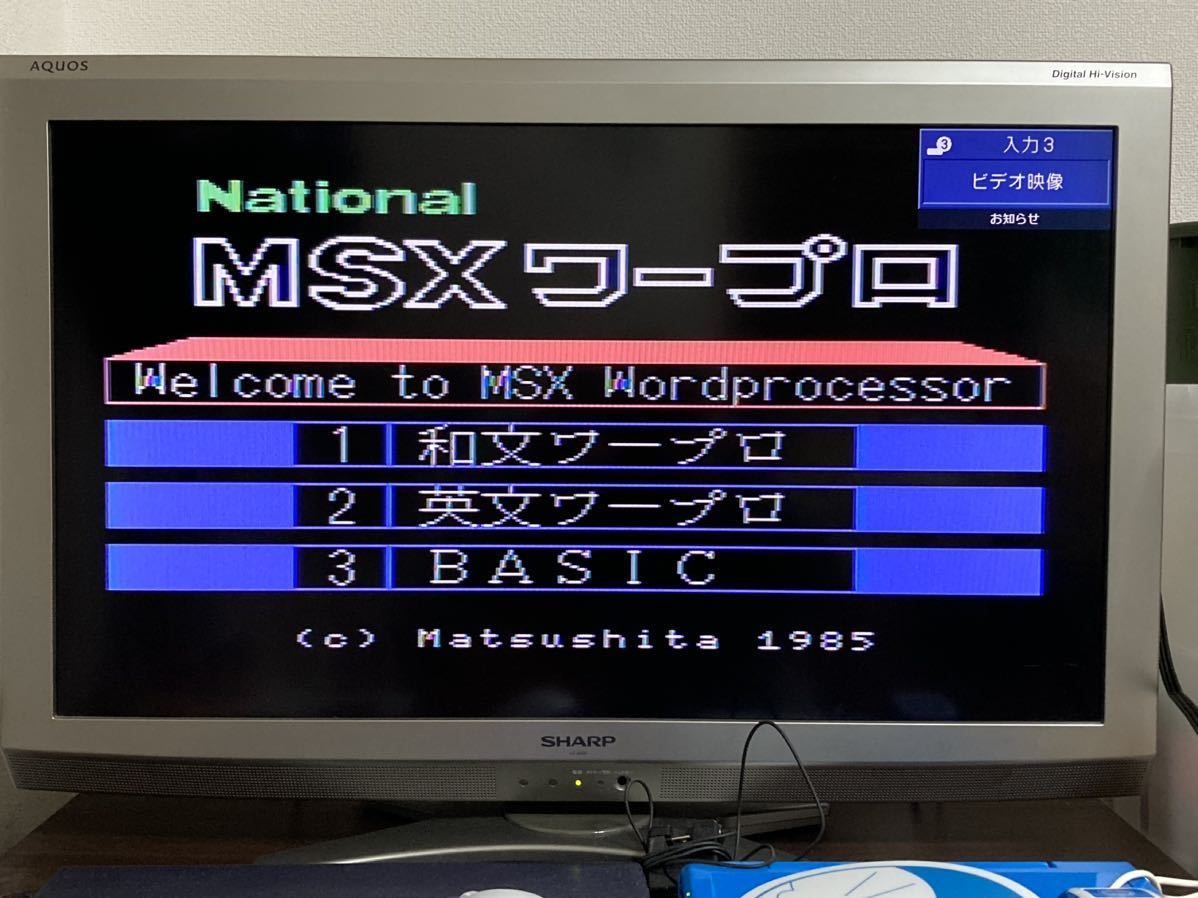 AQUOS
Digital Hi-Vision
3 入力3
ビデオ映像
お知らせ
National
MSXワープロ
Welcome to MSX Wordprocessor
1 和文ワープロ
2 英文ワープロ
3 BASIC
(c) Matsushita 1985
SHARP